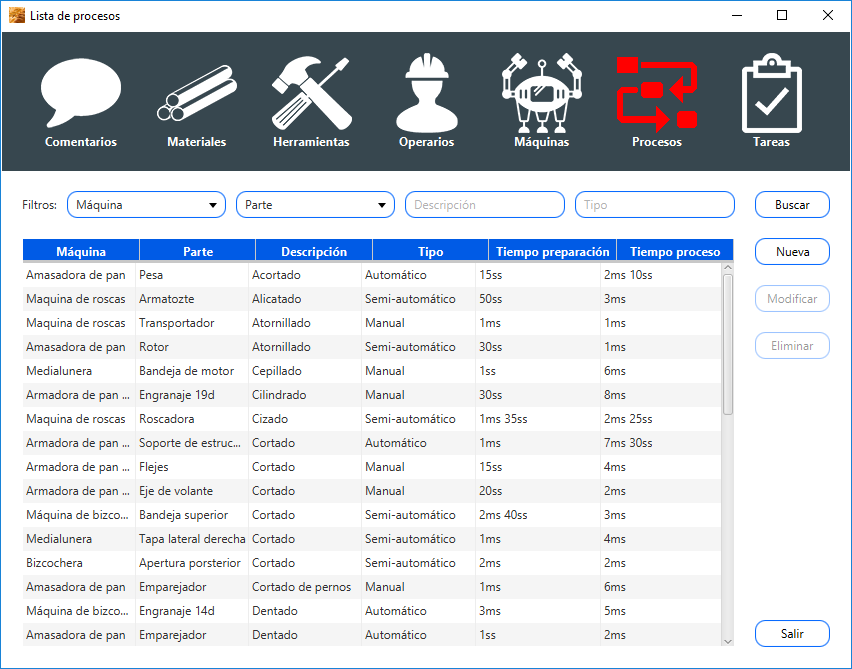 Lista de procesos
Comentarios Materiales Herramientas Operarios Máquinas Procesos Tareas
Filtros: Máquina Parte Descripción Tipo Buscar
Máquina Parte Descripción Tipo Tiempo preparación Tiempo proceso Nueva
Amasadora de pan Pesa Acortado Automático 15ss 2ms 10ss
Maquina de roscas Armatozte Alicatado Semi-automático 50ss 3ms Modificar
Maquina de roscas Transportador Atornillado Manual 1ms 1ms
Amasadora de pan Rotor Atornillado Semi-automático 30ss 1ms Eliminar
Medialunera Bandeja de motor Cepillado Manual 1ss 6ms
Armadora de pan ... Engranaje 19d Cilindrado Manual 30ss 8ms
Maquina de roscas Roscadora Cizado Semi-automático 1ms 35ss 2ms 25ss
Armadora de pan ... Soporte de estruc... Cortado Automático 1ms 7ms 30ss
Armadora de pan ... Flejes Cortado Manual 15ss 4ms
Armadora de pan ... Eje de volante Cortado Manual 20ss 2ms
Máquina de bizco... Bandeja superior Cortado Semi-automático 2ms 40ss 3ms
Medialunera Tapa lateral derecha Cortado Semi-automático 1ms 4ms
Bizcochera Apertura porsterior Cortado Semi-automático 2ms 2ms
Amasadora de pan Emparejador Cortado de pernos Manual 1ms 6ms
Máquina de bizco... Engranaje 14d Dentado Automático 3ms 5ms
Amasadora de pan Emparejador Dentado Automático 1ss 2ms Salir